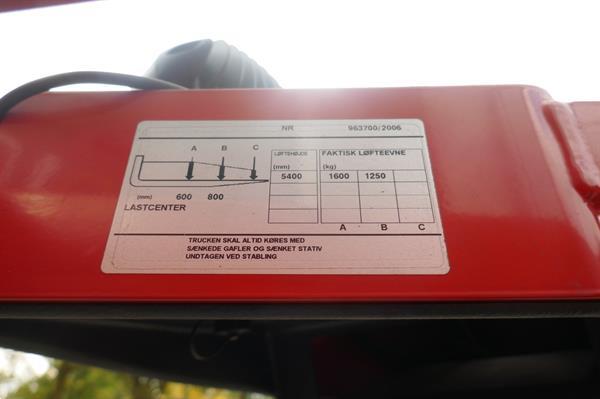 NR 963700/2006
A B C
LØFTEHØJDE FAKTISK LØFTEEVNE
(mm) (kg)
5400 1600 1250
(mm) 600 800
LASTCENTER
A B C
TRUCKEN SKAL ALTID KØRES MED
SÆNKEDE GAFLER OG SÆNKET STATIV
UNDTAGEN VED STABLING